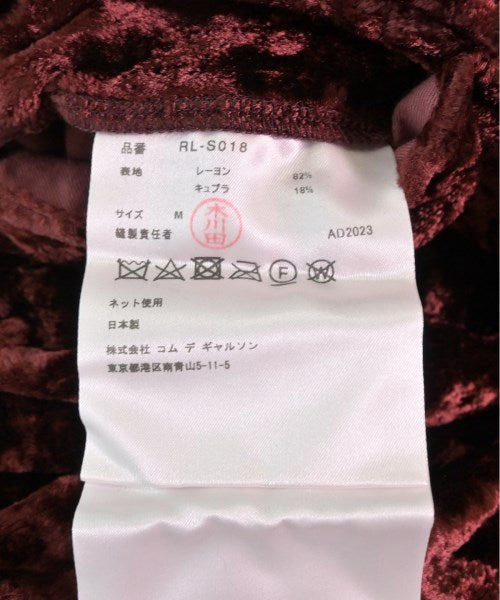 品番 RL-S018
表地 レーヨン 82%
キュプラ 18%
サイズ M
木川田
縫製責任者 AD2023
F W
ネット使用
日本製
株式会社 コム デ ギャルソン
東京都港区南青山5-11-5